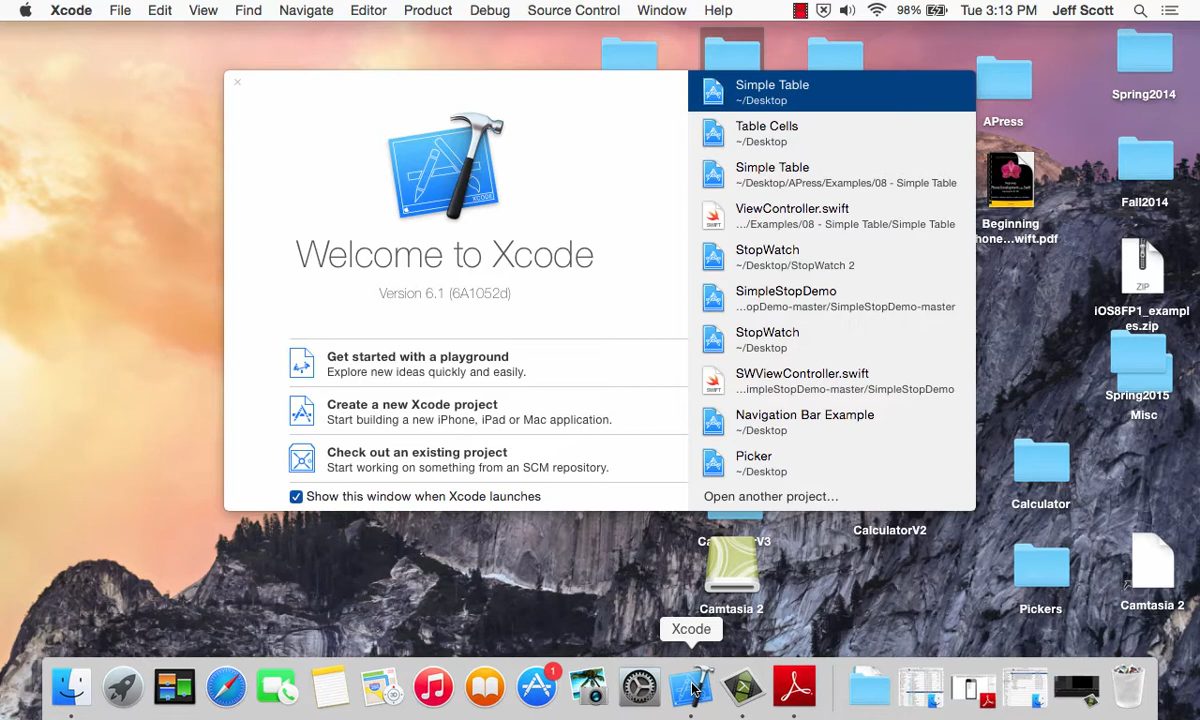 Xcode File Edit View Find Navigate Editor Product Debug Source Control Window Help 98% Tue 3:13 PM Jeff Scott
Simple Table
~/Desktop
Table Cells
~/Desktop
Simple Table
~/Desktop/APress/Examples/08 - Simple Table
ViewController.swift
.../Examples/08 - Simple Table/Simple Table
StopWatch
~/Desktop/StopWatch 2
SimpleStopDemo
...opDemo-master/SimpleStopDemo
StopWatch
~/Desktop
SWViewController.swift
...impleStopDemo-master/SimpleStopDemo
Navigation Bar Example
~/Desktop
Picker
~/Desktop
Open another project...
XCODE
Welcome to Xcode
Version 6.1 (6A1052d)
Get started with a playground
Explore new ideas quickly and easily.
Create a new Xcode project
Start building a new iPhone, iPad or Mac application.
Check out an existing project
Start working on something from an SCM repository.
Show this window when Xcode launches
SWIFT
SWIFT
Spring2014
APress
Fall2014
Beginning
hone...wift.pdf
ZIP
iOS8FP1_exampl
es.zip
Spring2015
Misc
Calculator
CalculatorV2
V3
Camtasia 2
Pickers
Camtasia 2
Xcode
1